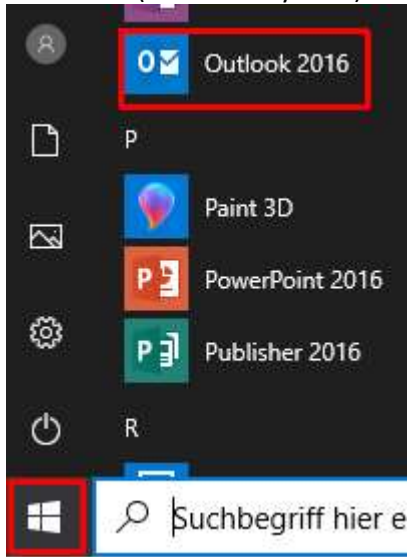 Outlook 2016
P
Paint 3D
PowerPoint 2016
Publisher 2016
R
Suchbegriff hier e